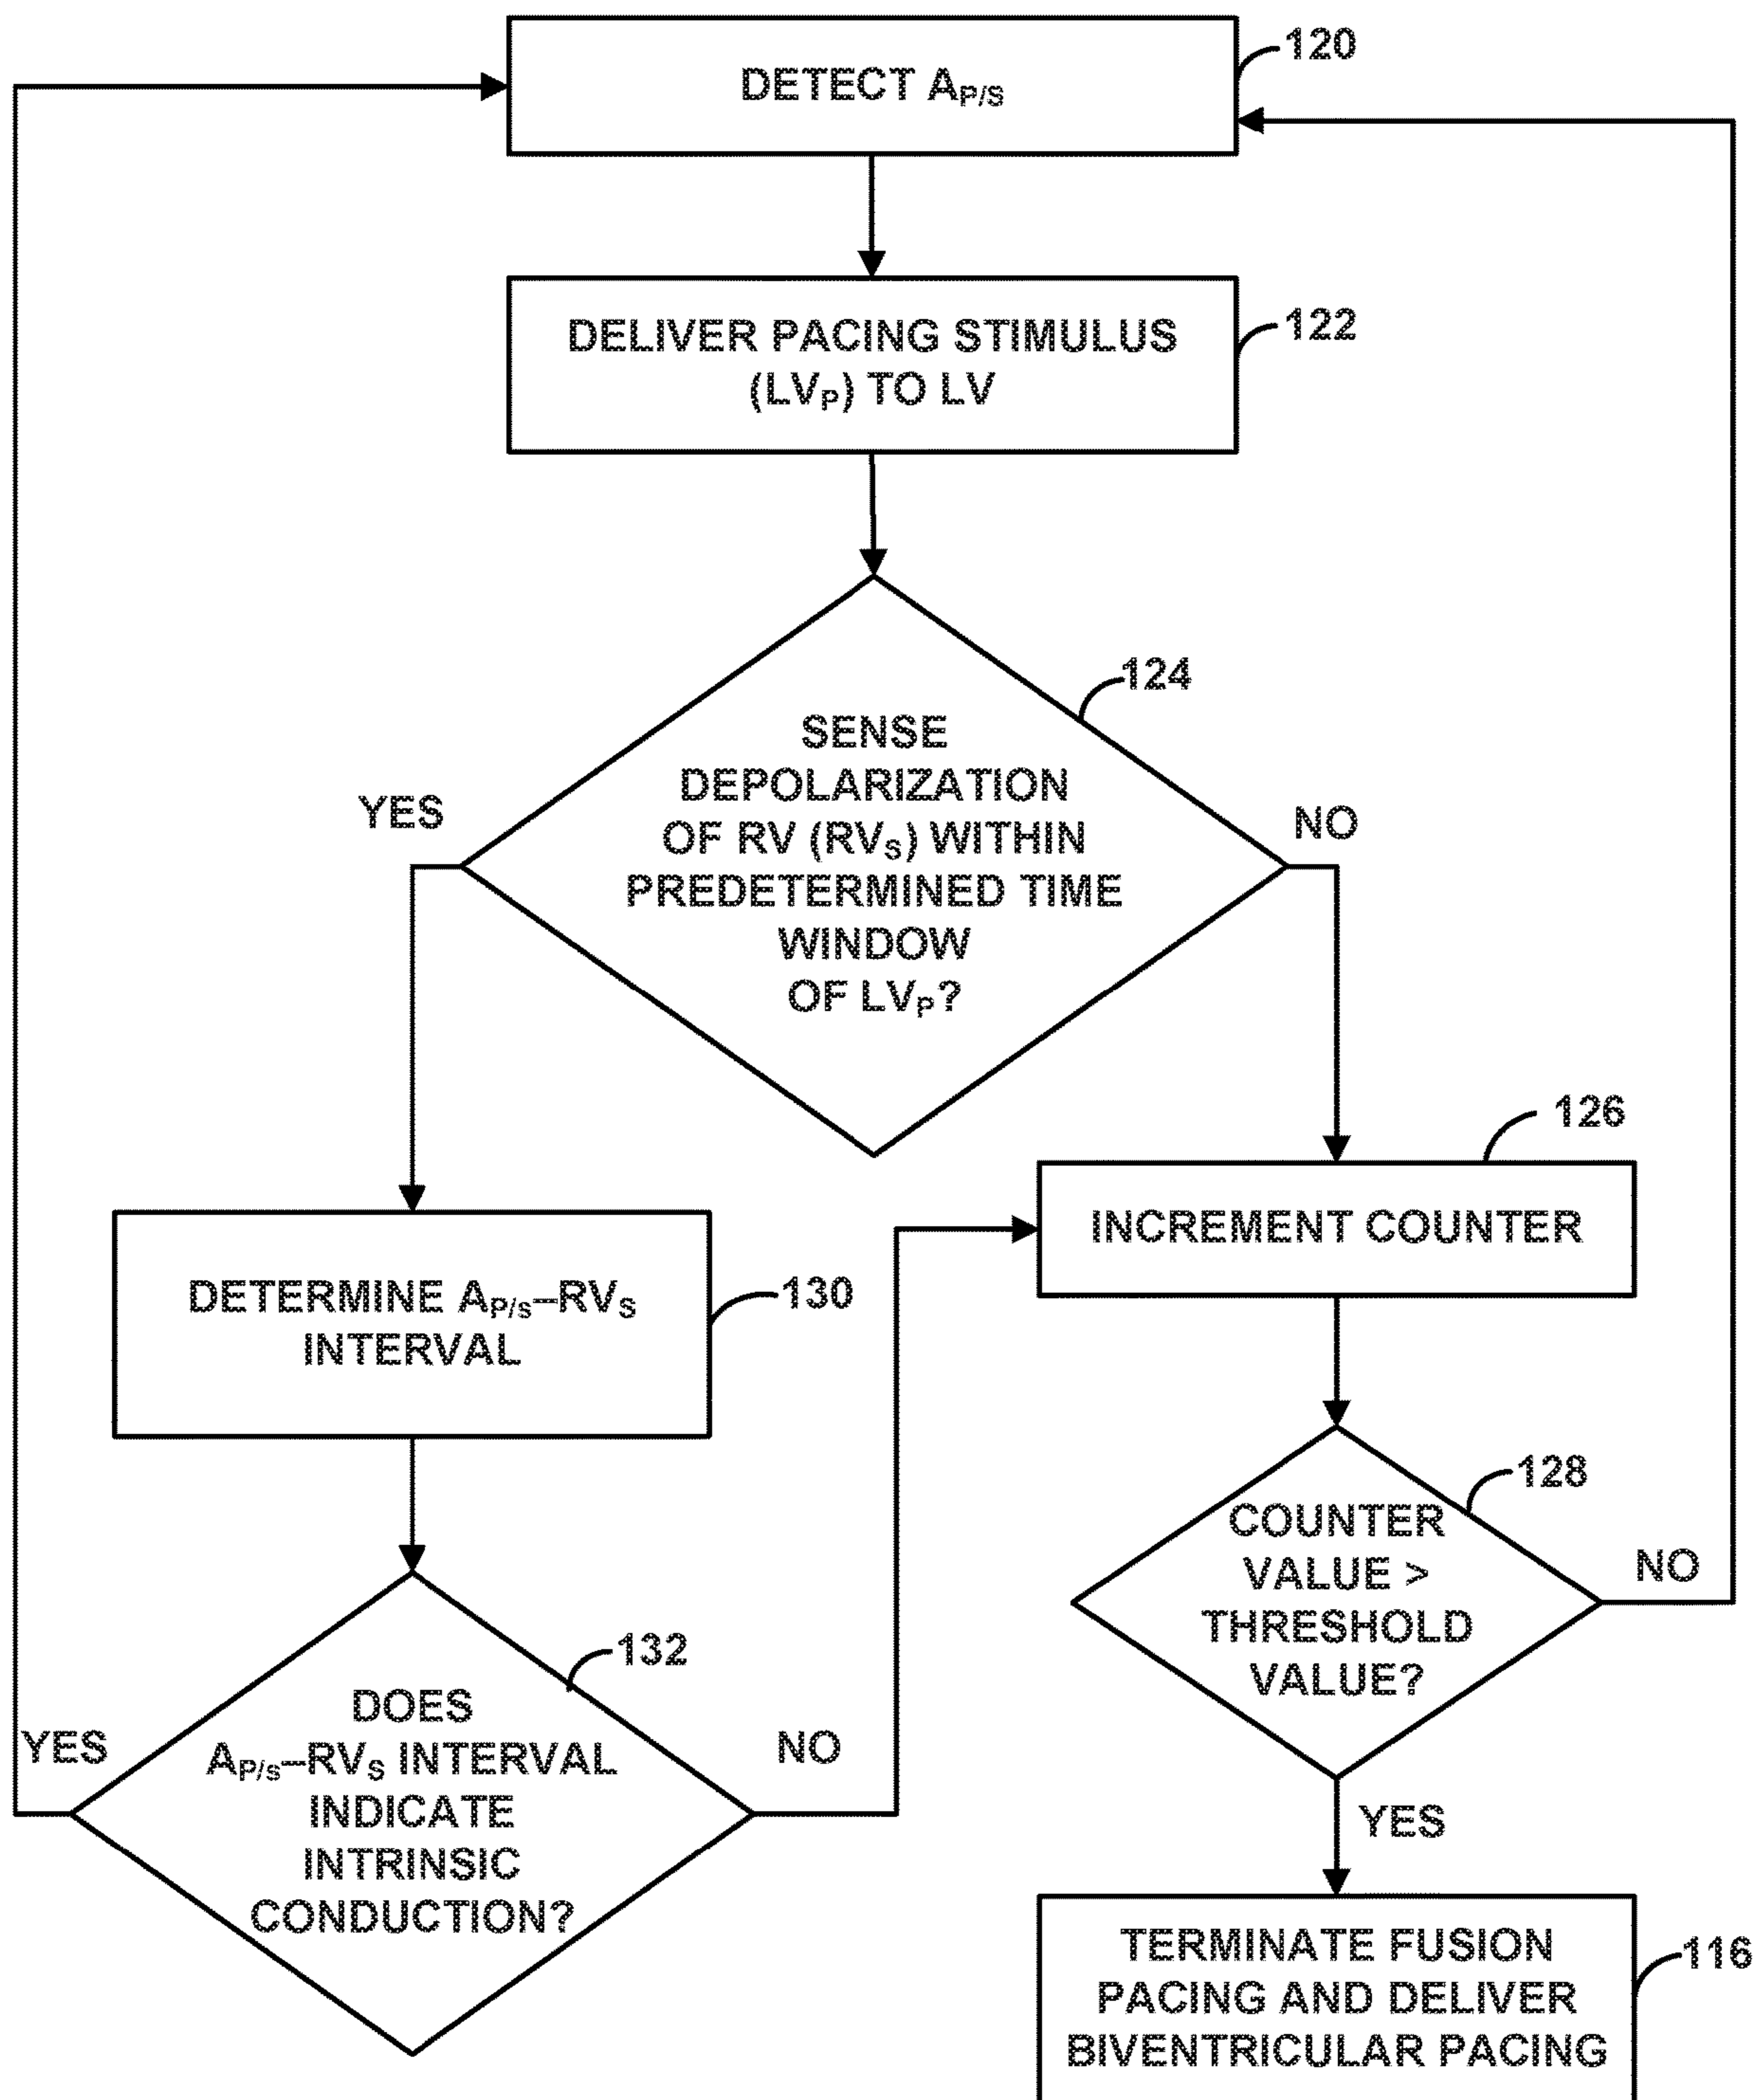 120
DETECT AP/S
DELIVER PACING STIMULUS
(LVP) TO LV
122
124
SENSE
DEPOLARIZATION
OF RV (RVS) WITHIN
PREDETERMINED TIME
WINDOW
OF LVP?
YES
NO
126
INCREMENT COUNTER
DETERMINE AP/s–RVS
INTERVAL
130
128
COUNTER
VALUE >
THRESHOLD
VALUE?
NO
YES
132
DOES
AP/s–RVS INTERVAL
INDICATE
INTRINSIC
CONDUCTION?
YES
NO
TERMINATE FUSION
PACING AND DELIVER
BIVENTRICULAR PACING
116